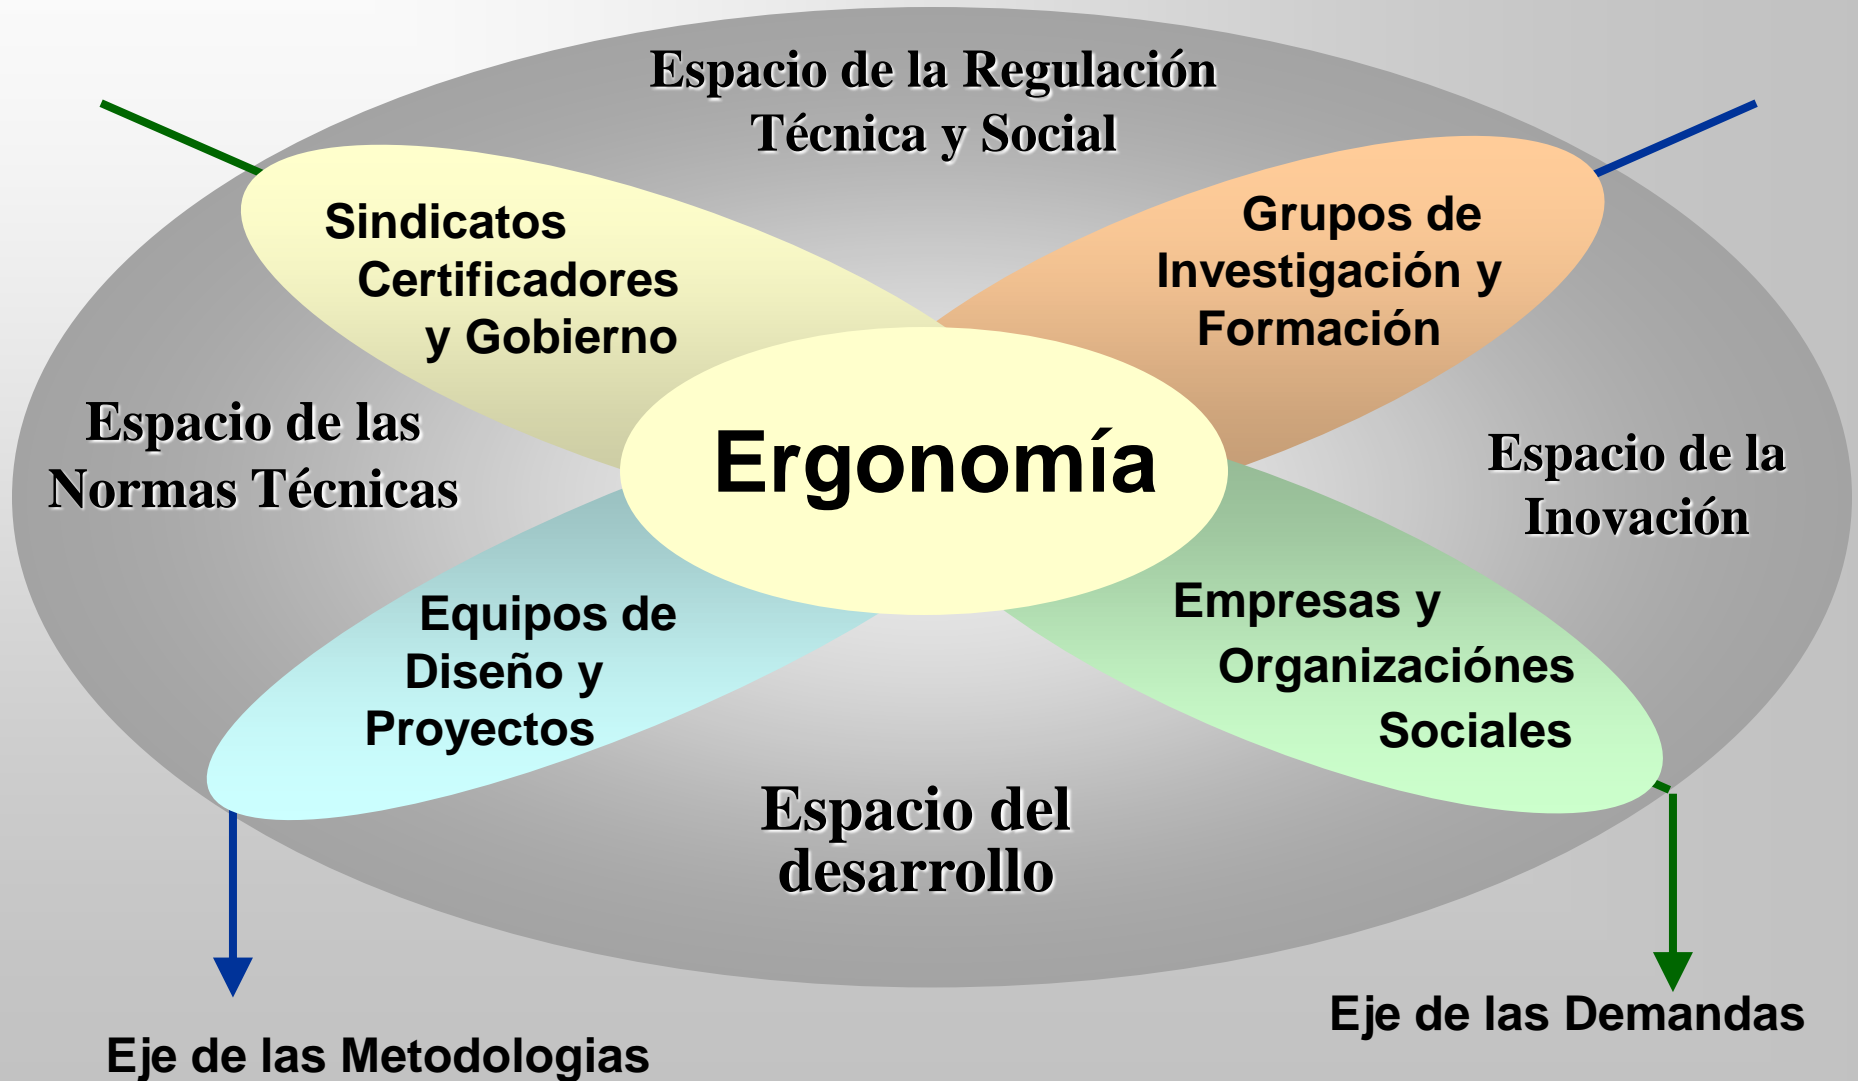 Espacio de la Regulación
Técnica y Social
Sindicatos
Certificadores
y Gobierno
Grupos de
Investigación y
Formación
Espacio de las
Normas Técnicas
Ergonomía
Espacio de la
Inovación
Equipos de
Diseño y
Proyectos
Empresas y
Organizaciónes
Sociales
Espacio del
desarrollo
Eje de las Metodologias
Eje de las Demandas